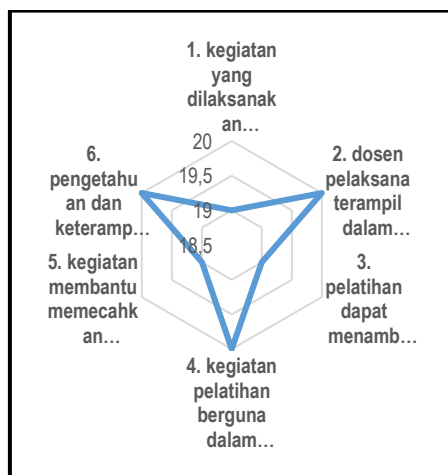 1. kegiatan
yang
dilaksanak
an…
20
19,5
19
18,5
2. dosen
pelaksana
terampil
dalam…
3.
pelatihan
dapat
menamb…
4. kegiatan
pelatihan
berguna
dalam…
5. kegiatan
membantu
memecahk
an…
6.
pengetahu
an dan
keteramp…